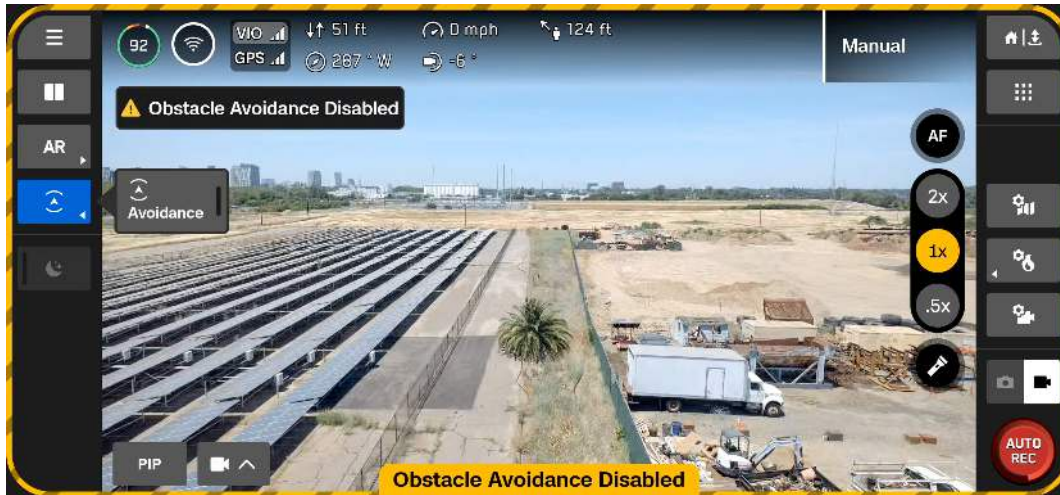 92
VIO
GPS
51 ft
287 ° W
0 mph
-6 °
124 ft
Manual
Obstacle Avoidance Disabled
AR
Avoidance
AF
2x
1x
.5x
PIP
AUTO
REC
Obstacle Avoidance Disabled